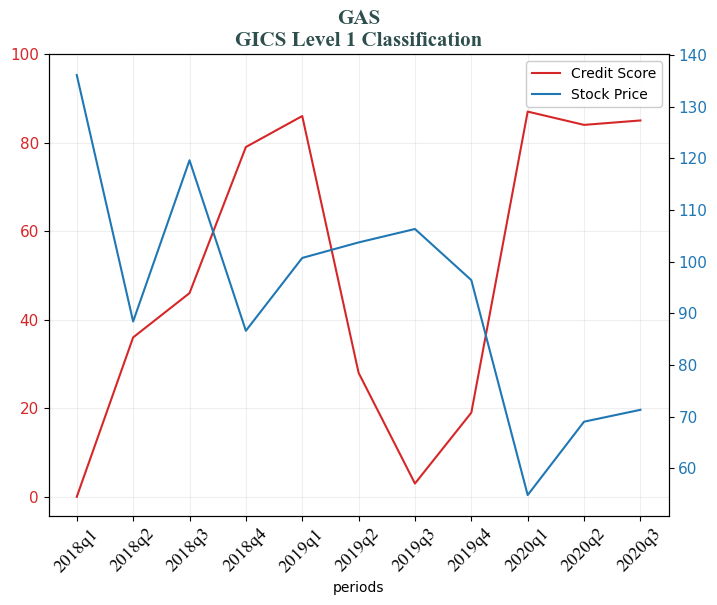 GAS
GICS Level 1 Classification
100
80
60
40
20
0
140
130
120
110
100
90
80
70
60
Credit Score
Stock Price
2018q1
2018q2
2018q3
2018q4
2019q1
2019q2
2019q3
2019q4
2020q1
2020q2
2020q3
periods